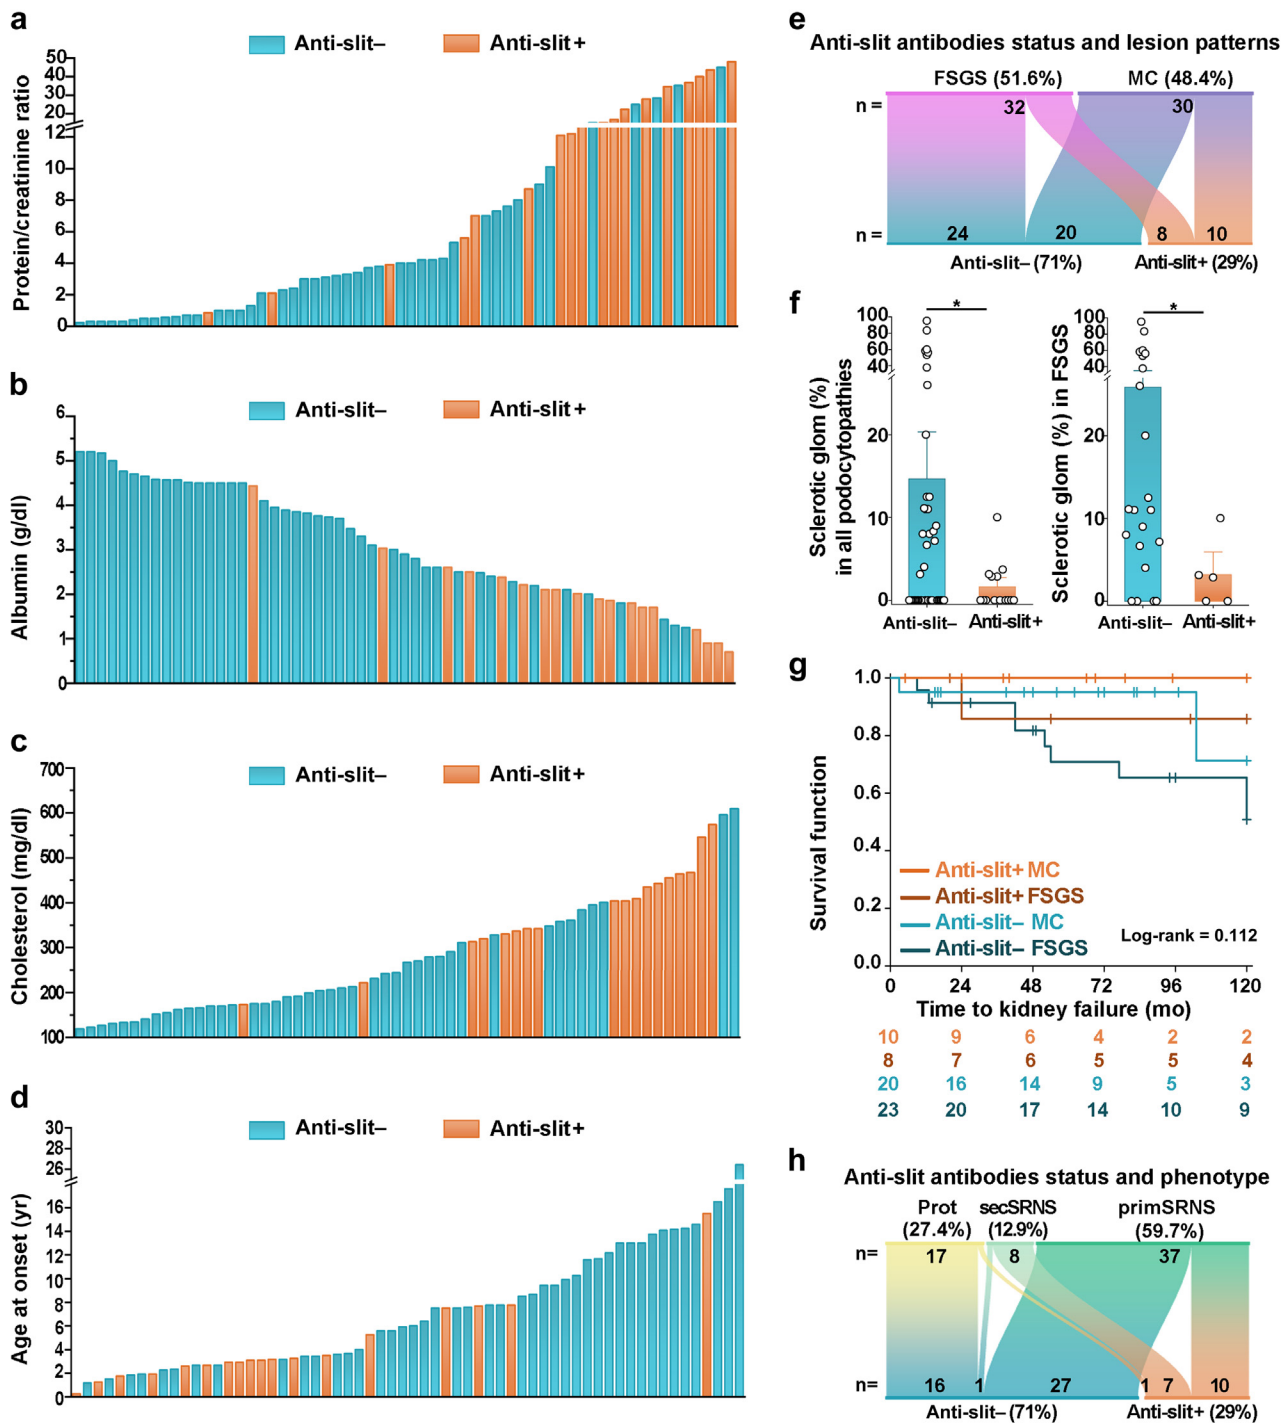 a
Anti-slit– Anti-slit+
Protein/creatinine ratio
50
40
30
20
12
10
8
6
4
2
0
b
Anti-slit– Anti-slit+
Albumin (g/dl)
6
5
4
3
2
1
0
c
Anti-slit– Anti-slit+
Cholesterol (mg/dl)
700
600
500
400
300
200
100
d
Anti-slit– Anti-slit+
Age at onset (yr)
30
28
26
16
14
12
10
8
6
4
2
0
e
Anti-slit antibodies status and lesion patterns
FSGS (51.6%) MC (48.4%)
n = 32 30
n = 24 20 8 10
Anti-slit– (71%) Anti-slit+ (29%)
f
Sclerotic glom (%)
in all podocytopathies
100
80
60
40
20
10
0
*
Anti-slit– Anti-slit+
Sclerotic glom (%) in FSGS
100
80
60
40
20
10
0
*
Anti-slit– Anti-slit+
g
Survival function
1.0
0.8
0.6
0.4
0.2
0.0
Anti-slit+ MC
Anti-slit+ FSGS
Anti-slit– MC
Anti-slit– FSGS
Log-rank = 0.112
0 24 48 72 96 120
Time to kidney failure (mo)
10 9 6 4 2 2
8 7 6 5 5 4
20 16 14 9 5 3
23 20 17 14 10 9
h
Anti-slit antibodies status and phenotype
Prot secSRNS primSRNS
(27.4%) (12.9%) (59.7%)
n= 17 8 37
n= 16 1 27 1 7 10
Anti-slit– (71%) Anti-slit+ (29%)